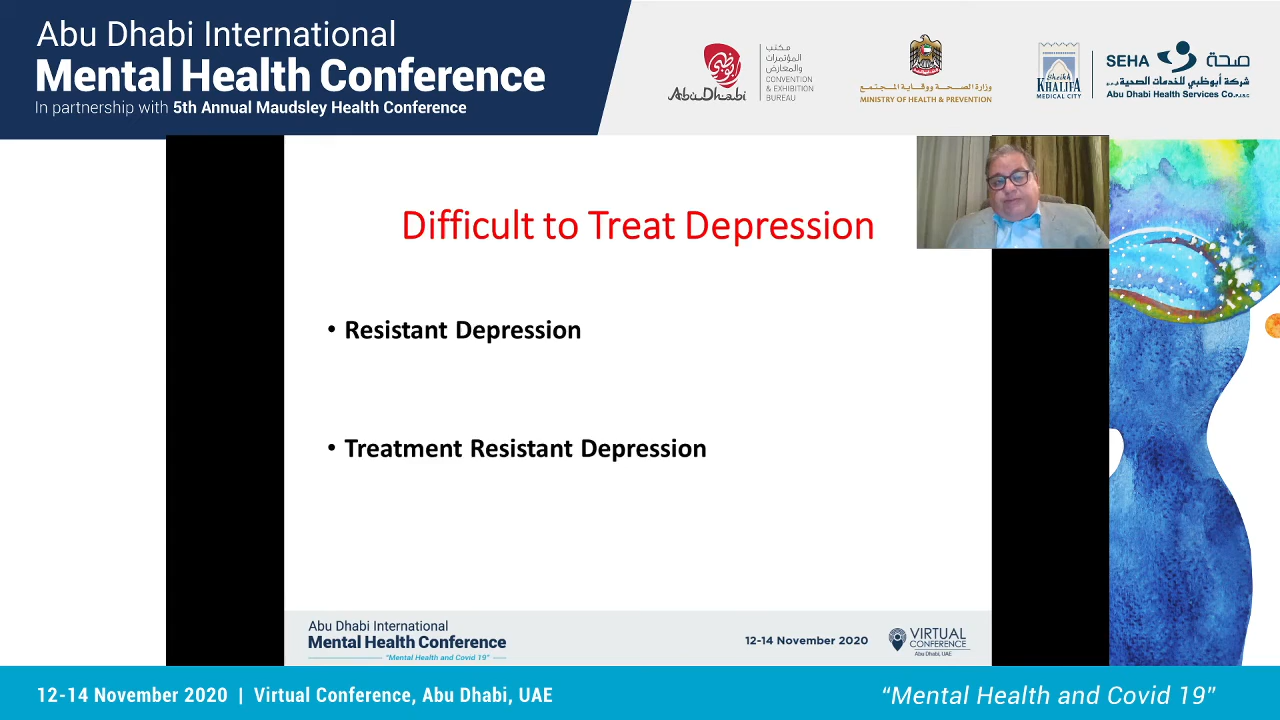 Abu Dhabi International
Mental Health Conference
In partnership with 5th Annual Maudsley Health Conference
AbuDhabi
أبوظبي
مكتب
المؤتمرات
والمعارض
CONVENTION
& EXHIBITION
BUREAU
وزارة الصحة ووقاية المجتمع
MINISTRY OF HEALTH & PREVENTION
KHALIFA
MEDICAL CITY
SEHA صحة
شركة أبوظبي للخدمات الصحية ش.م.ع
Abu Dhabi Health Services Co. P.J.S.C
Difficult to Treat Depression
• Resistant Depression
• Treatment Resistant Depression
Abu Dhabi International
Mental Health Conference
"Mental Health and Covid 19"
12-14 November 2020
VIRTUAL
CONFERENCE
Abu Dhabi, UAE
12-14 November 2020 | Virtual Conference, Abu Dhabi, UAE
“Mental Health and Covid 19”